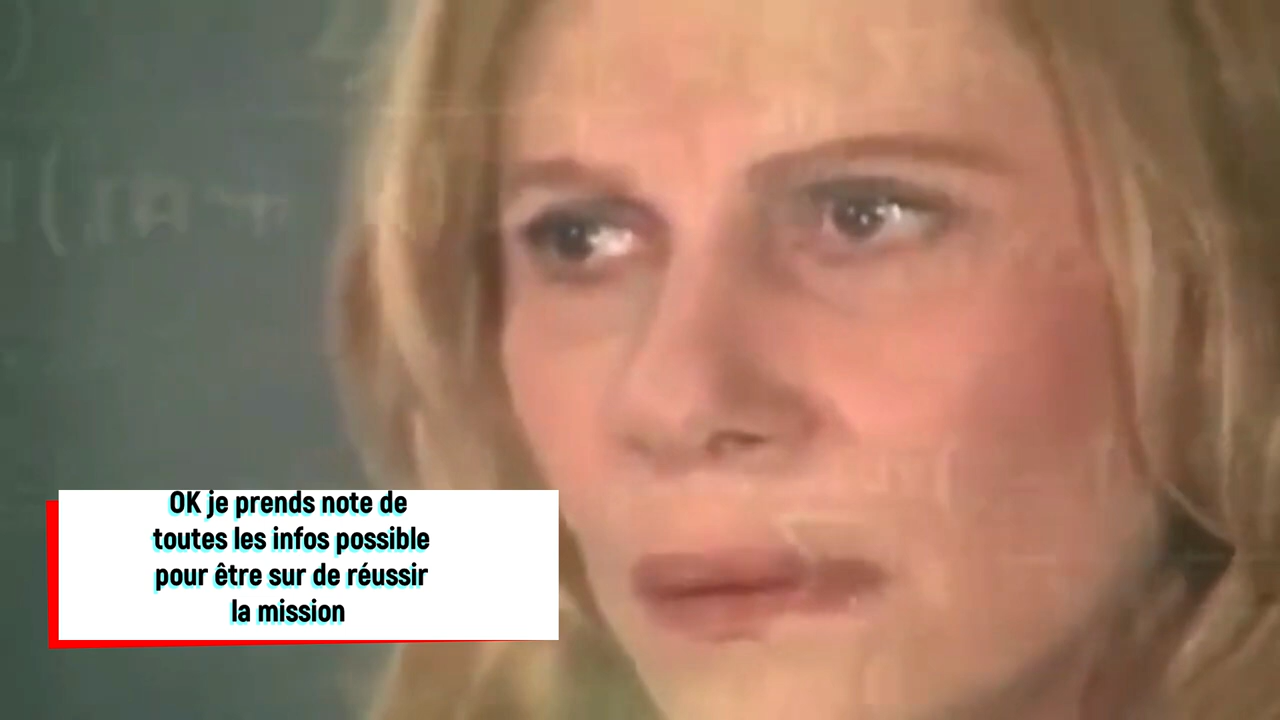 OK je prends note de
toutes les infos possible
pour être sur de réussir
la mission